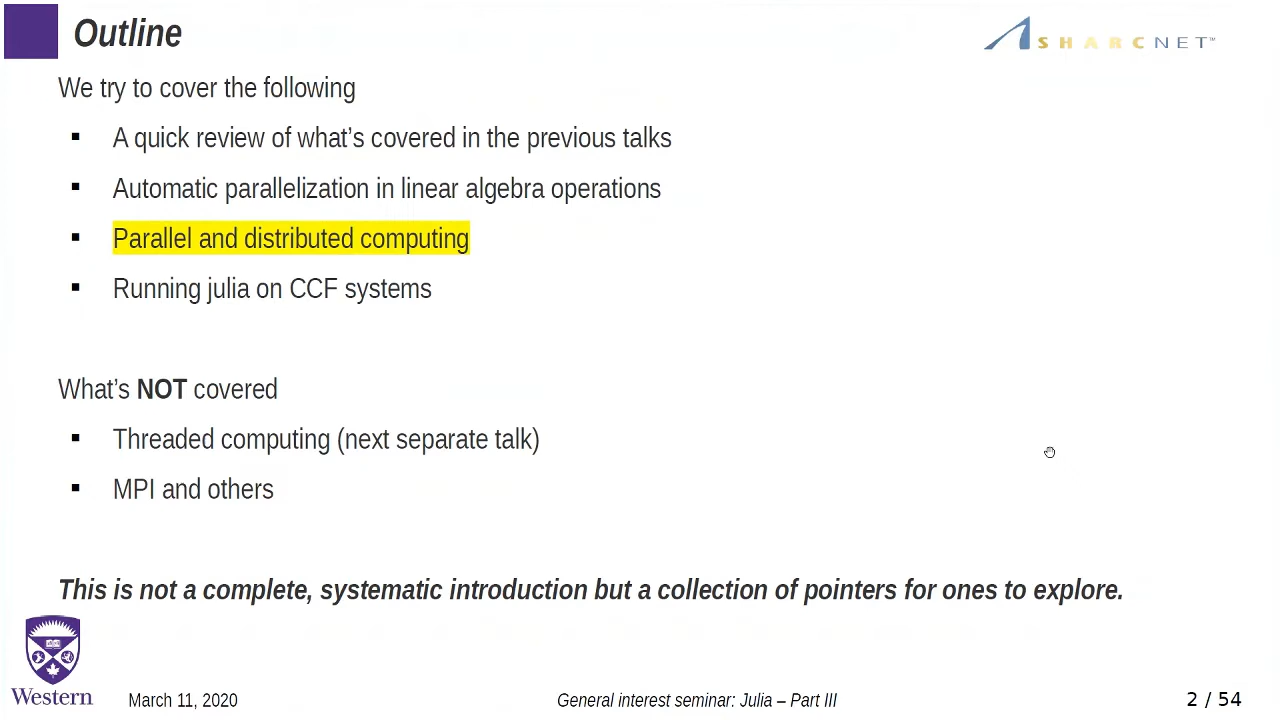 Outline
SHARCNET™
We try to cover the following
▪ A quick review of what’s covered in the previous talks
▪ Automatic parallelization in linear algebra operations
▪ Parallel and distributed computing
▪ Running julia on CCF systems
What’s NOT covered
▪ Threaded computing (next separate talk)
▪ MPI and others
This is not a complete, systematic introduction but a collection of pointers for ones to explore.
Western
March 11, 2020
General interest seminar: Julia – Part III
2 / 54